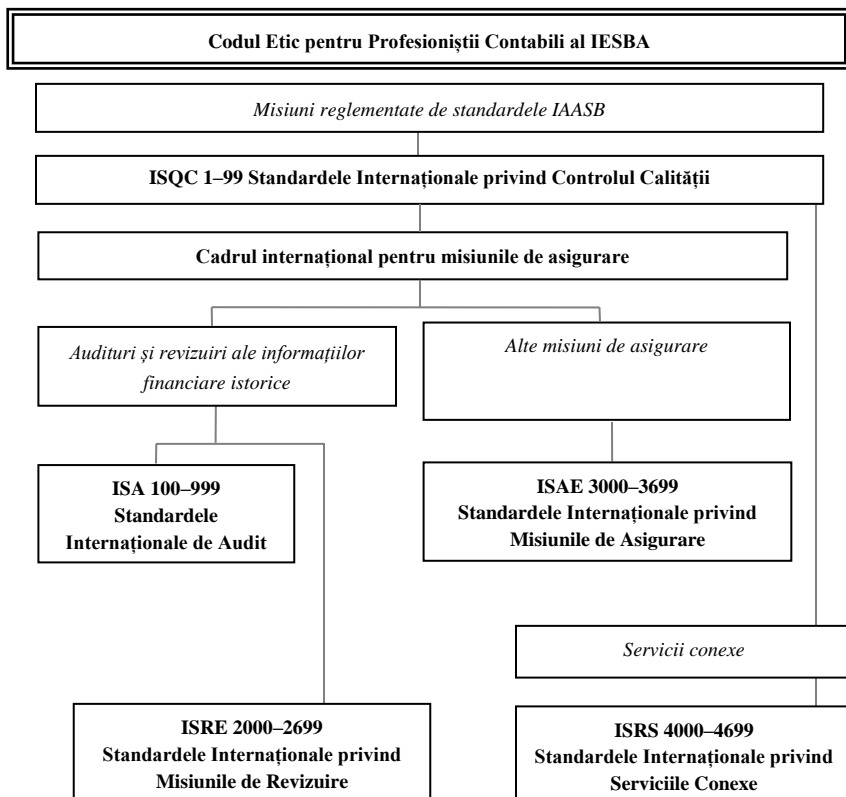 Codul Etic pentru Profesioniștii Contabili al IESBA
Misiuni reglementate de standardele IAASB
ISQC 1–99 Standardele Internaționale privind Controlul Calității
Cadrul internațional pentru misiunile de asigurare
Audituri și revizuiri ale informațiilor
financiare istorice
Alte misiuni de asigurare
ISA 100–999
Standardele
Internaționale de Audit
ISAE 3000–3699
Standardele Internaționale privind
Misiunile de Asigurare
Servicii conexe
ISRE 2000–2699
Standardele Internaționale privind
Misiunile de Revizuire
ISRS 4000–4699
Standardele Internaționale privind
Serviciile Conexe